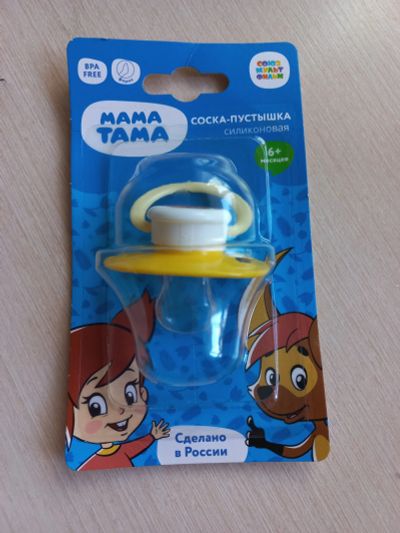 BPA
FREE
СОЮЗ
МУЛЬТ
ФИЛЬМ
МАМА
ТАМА
СОСКА-ПУСТЫШКА
СИЛИКОНОВАЯ
6+
месяцев
Сделано
в России